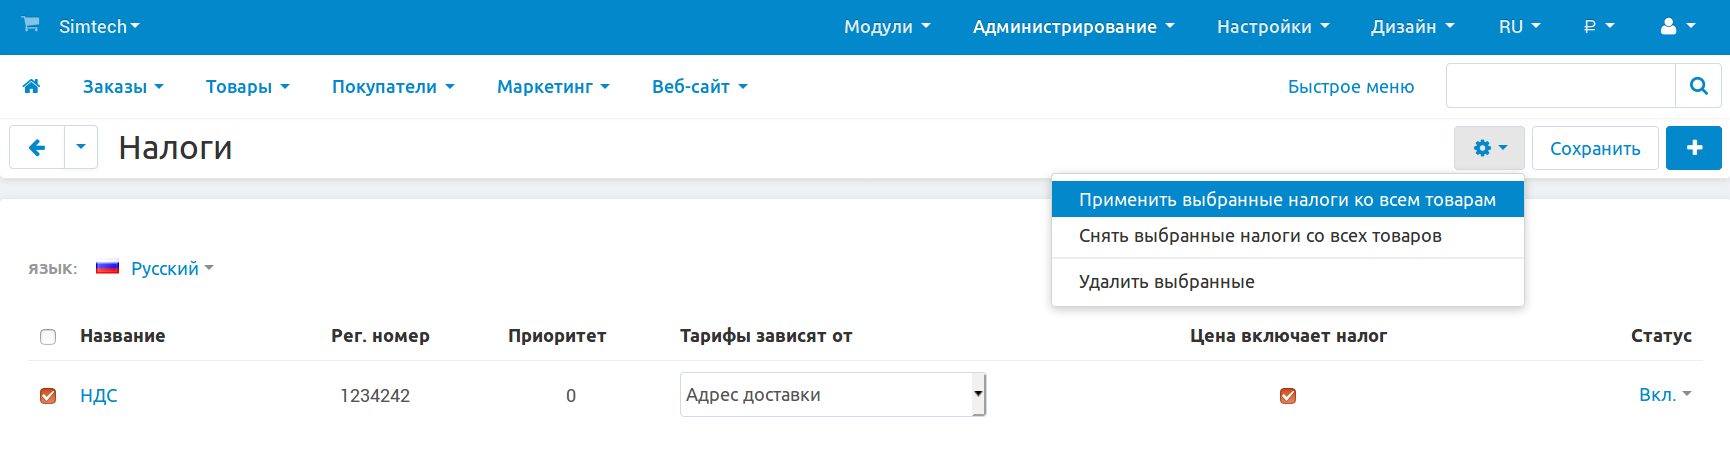 Simtech Модули Администрирование Настройки Дизайн RU ₽
Заказы Товары Покупатели Маркетинг Веб-сайт Быстрое меню
Налоги Сохранить
Применить выбранные налоги ко всем товарам
Снять выбранные налоги со всех товаров
Удалить выбранные
ЯЗЫК: Русский
Название Рег. номер Приоритет Тарифы зависят от Цена включает налог Статус
НДС 1234242 0 Адрес доставки Вкл.